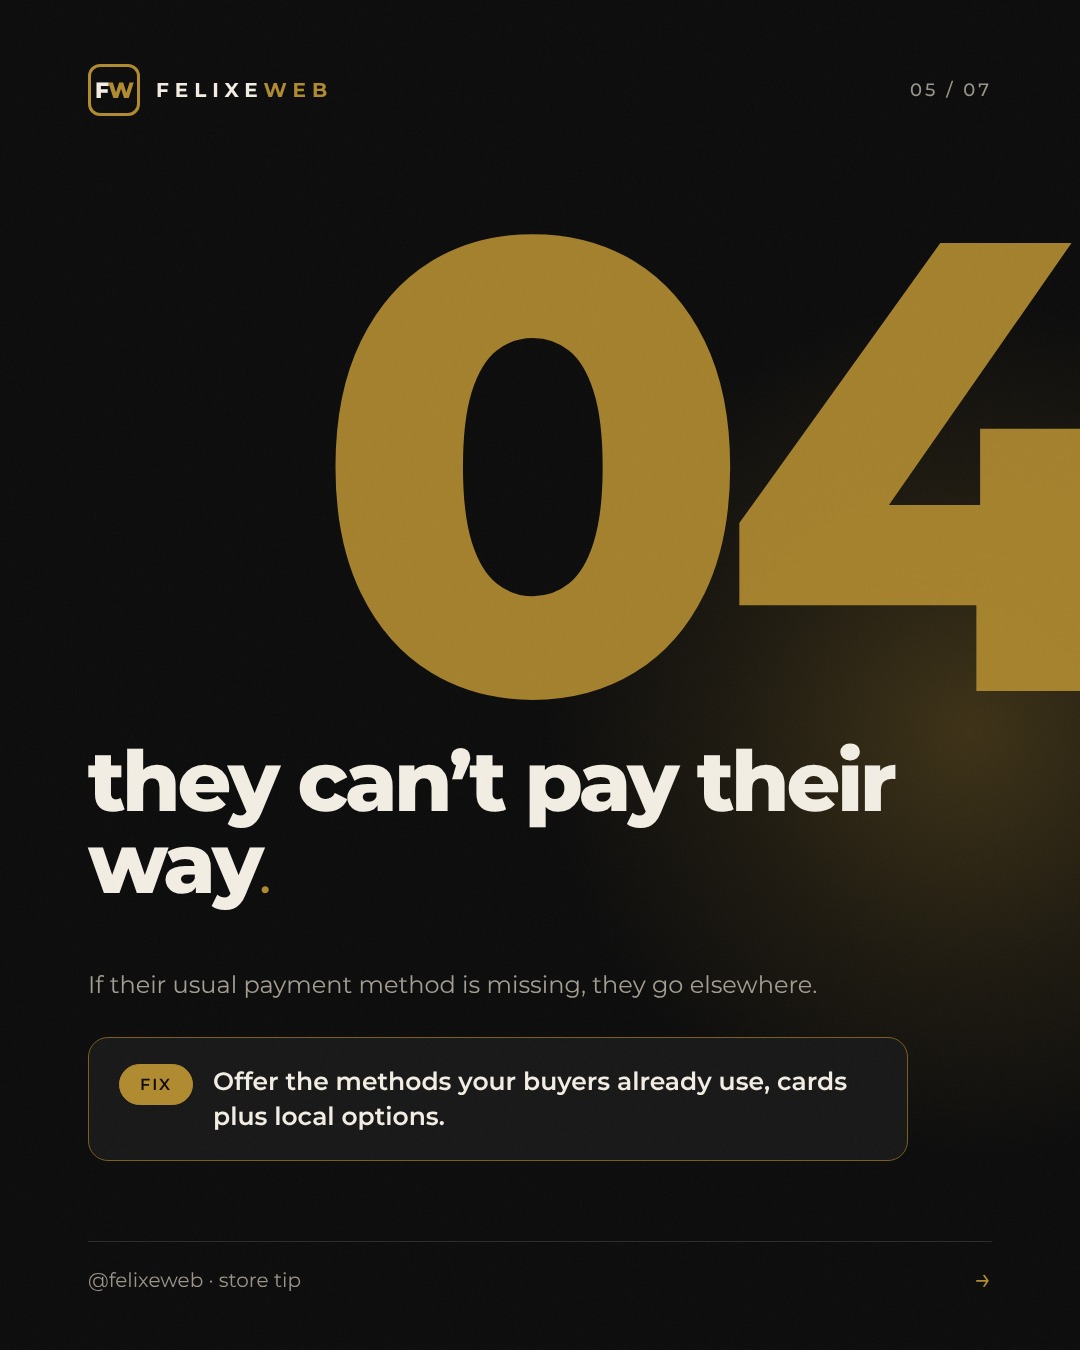 FW FELIXEWEB
05 / 07
04
they can’t pay their
way.
If their usual payment method is missing, they go elsewhere.
FIX
Offer the methods your buyers already use, cards
plus local options.
@felixeweb · store tip
→